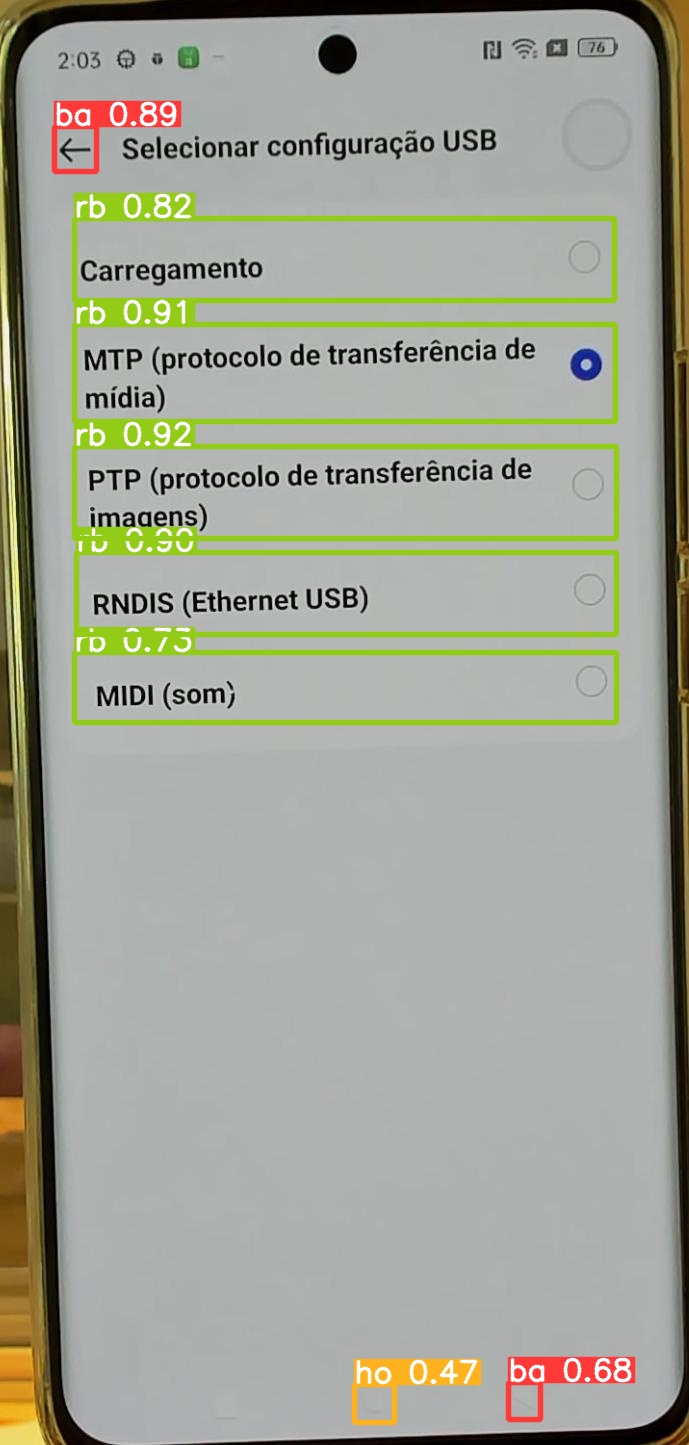 2:03 76
ba 0.89
Selecionar configuração USB
rb 0.82
Carregamento
rb 0.91
MTP (protocolo de transferência de
mídia)
rb 0.92
PTP (protocolo de transferência de
imagens)
rb 0.90
RNDIS (Ethernet USB)
rb 0.73
MIDI (som)
ho 0.47 ba 0.68